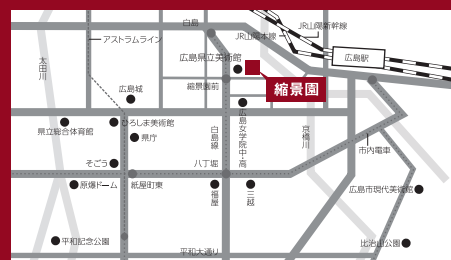 白島
JR山陽新幹線
JR山陽本線
アストラムライン
広島県立美術館
広島駅
太田川
広島城
縮景園前
縮景園
県立総合体育館
ひろしま美術館
県庁
白島線
広島女学院中・高
京橋川
市内電車
そごう
八丁堀
原爆ドーム
紙屋町東
福屋
三越
広島市現代美術館
平和記念公園
平和大通り
比治山公園